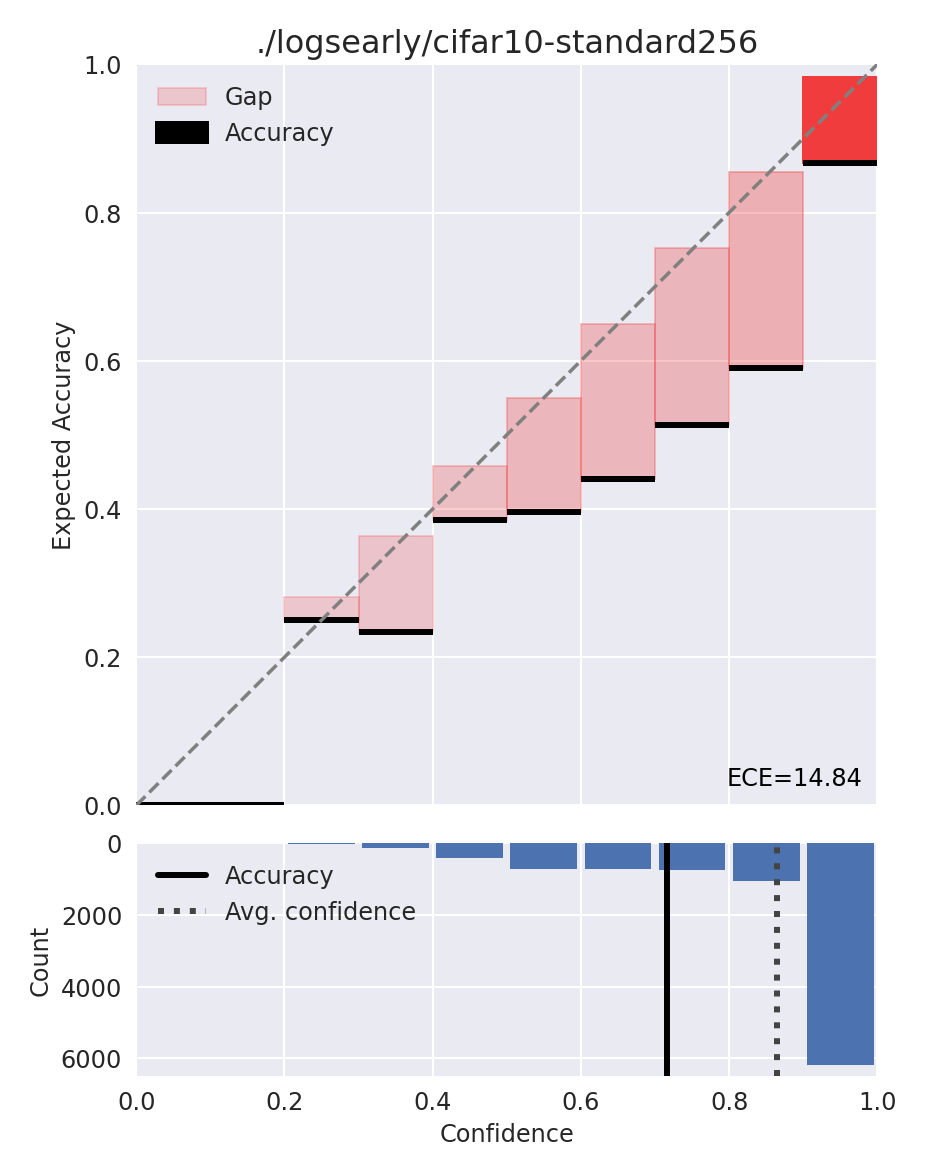 ./logsearly/cifar10-standard256
1.0
Gap
Accuracy
0.8
0.6
Expected Accuracy
0.4
0.2
ECE=14.84
0.0
0
Accuracy
Avg. confidence
2000
Count
4000
6000
0.0 0.2 0.4 0.6 0.8 1.0
Confidence